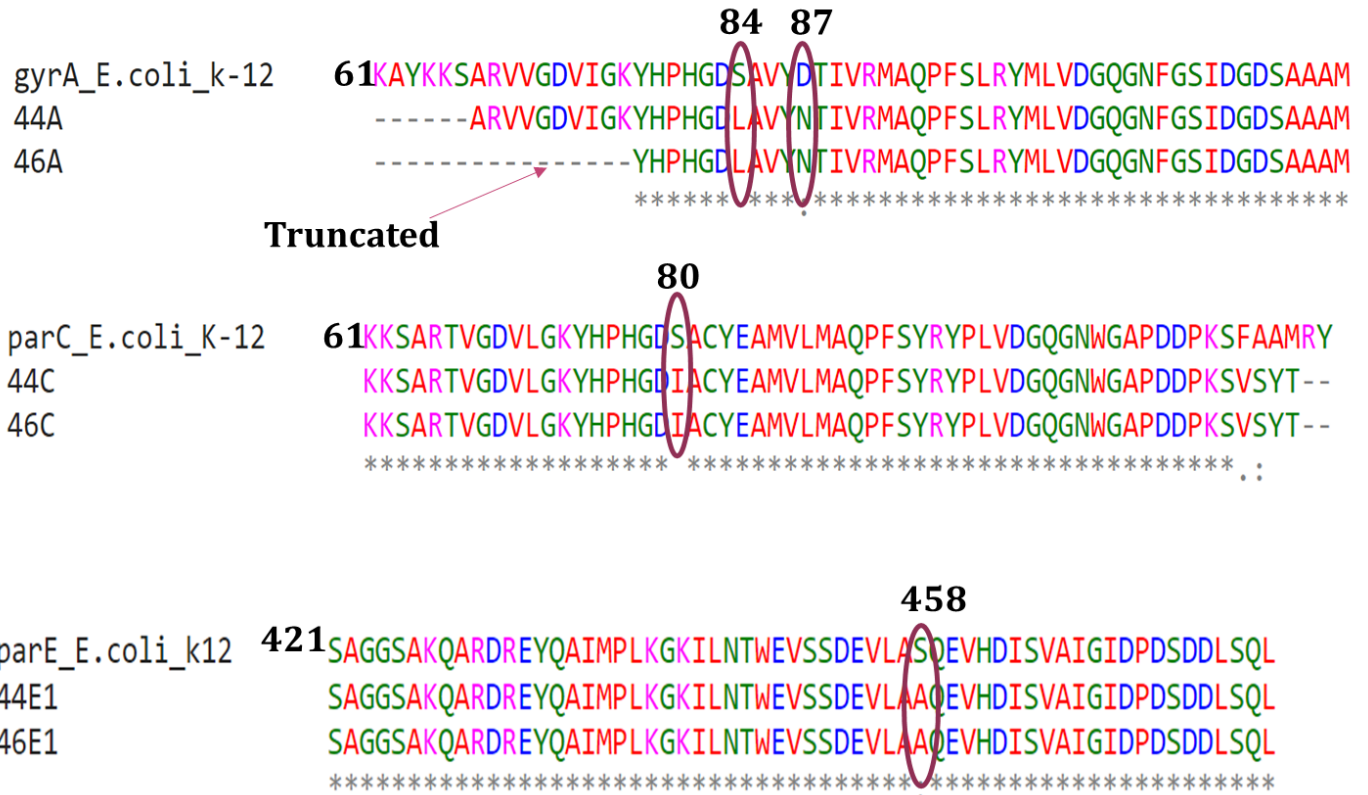 84 87
gyrA_E.coli_k-12 61KAYKKSARVVGDVIGKYHPHGDSAVYDTIVRMAQPFSLRYMLVDGQGNFGSIDGDSAAAM
44A ------ARVVGDVIGKYHPHGDLAVYNTIVRMAQPFSLRYMLVDGQGNFGSIDGDSAAAM
46A ----------------YHPHGDLAVYNTIVRMAQPFSLRYMLVDGQGNFGSIDGDSAAAM
****** ***:*********************************
Truncated
80
parC_E.coli_K-12 61KKSARTVGDVLGKYHPHGDSACYEAMVLMAQPFSYRYPLVDGQGNWGAPDDPKSFAAMRY
44C KKSARTVGDVLGKYHPHGDIACYEAMVLMAQPFSYRYPLVDGQGNWGAPDDPKSVSYT--
46C KKSARTVGDVLGKYHPHGDIACYEAMVLMAQPFSYRYPLVDGQGNWGAPDDPKSVSYT--
******************* **********************************.:
458
parE_E.coli_k12 421SAGGSAKQARDREYQAIMPLKGKILNTWEVSSDEVLASQEVHDISVAIGIDPDSDDLSQL
44E1 SAGGSAKQARDREYQAIMPLKGKILNTWEVSSDEVLAAQEVHDISVAIGIDPDSDDLSQL
46E1 SAGGSAKQARDREYQAIMPLKGKILNTWEVSSDEVLAAQEVHDISVAIGIDPDSDDLSQL
*************************************.**********************